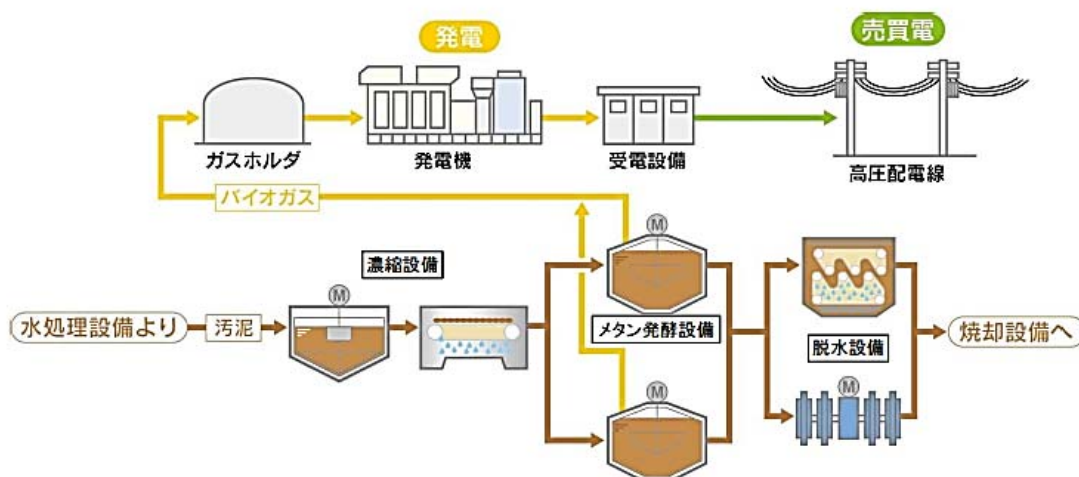 発電
売買電
ガスホルダ
発電機
受電設備
高圧配電線
バイオガス
濃縮設備
水処理設備より
汚泥
メタン発酵設備
脱水設備
焼却設備へ
M
M
M
M